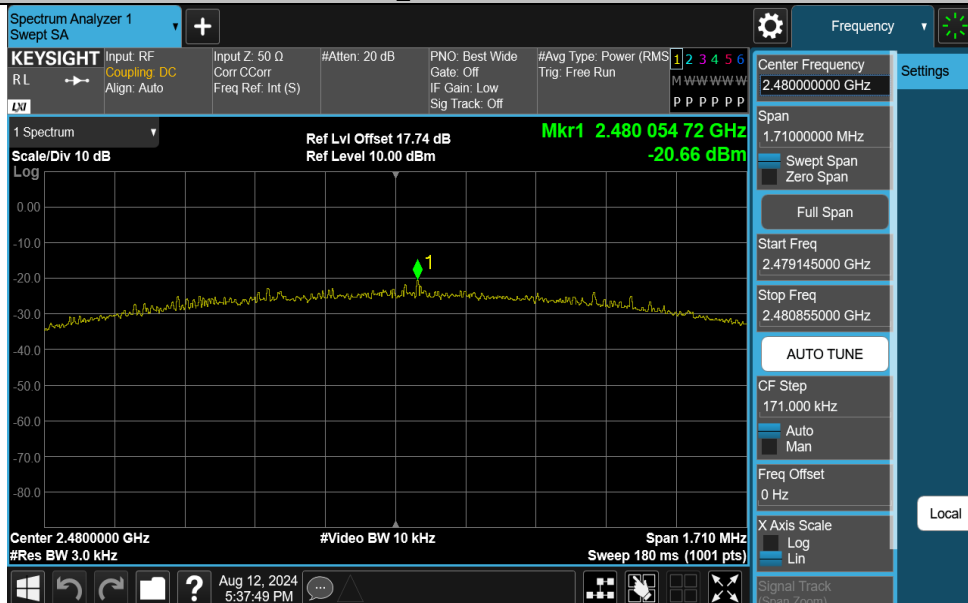 Spectrum Analyzer 1
Swept SA
+
Frequency
KEYSIGHT
RL
LXI
Input: RF
Coupling: DC
Align: Auto
Input Z: 50 Ω
Corr CCorr
Freq Ref: Int (S)
#Atten: 20 dB
PNO: Best Wide
Gate: Off
IF Gain: Low
Sig Track: Off
#Avg Type: Power (RMS
Trig: Free Run
1 2 3 4 5 6
M W W W W W
P P P P P P
1 Spectrum
Scale/Div 10 dB
Log
Ref Lvl Offset 17.74 dB
Ref Level 10.00 dBm
Mkr1 2.480 054 72 GHz
-20.66 dBm
0.00
-10.0
1
-20.0
-30.0
-40.0
-50.0
-60.0
-70.0
-80.0
Center 2.4800000 GHz
#Res BW 3.0 kHz
#Video BW 10 kHz
Span 1.710 MHz
Sweep 180 ms (1001 pts)
Center Frequency
2.480000000 GHz
Settings
Span
1.71000000 MHz
Swept Span
Zero Span
Full Span
Start Freq
2.479145000 GHz
Stop Freq
2.480855000 GHz
AUTO TUNE
CF Step
171.000 kHz
Auto
Man
Freq Offset
0 Hz
X Axis Scale
Log
Lin
Local
Signal Track
(Span Zoom)
?
Aug 12, 2024
5:37:49 PM